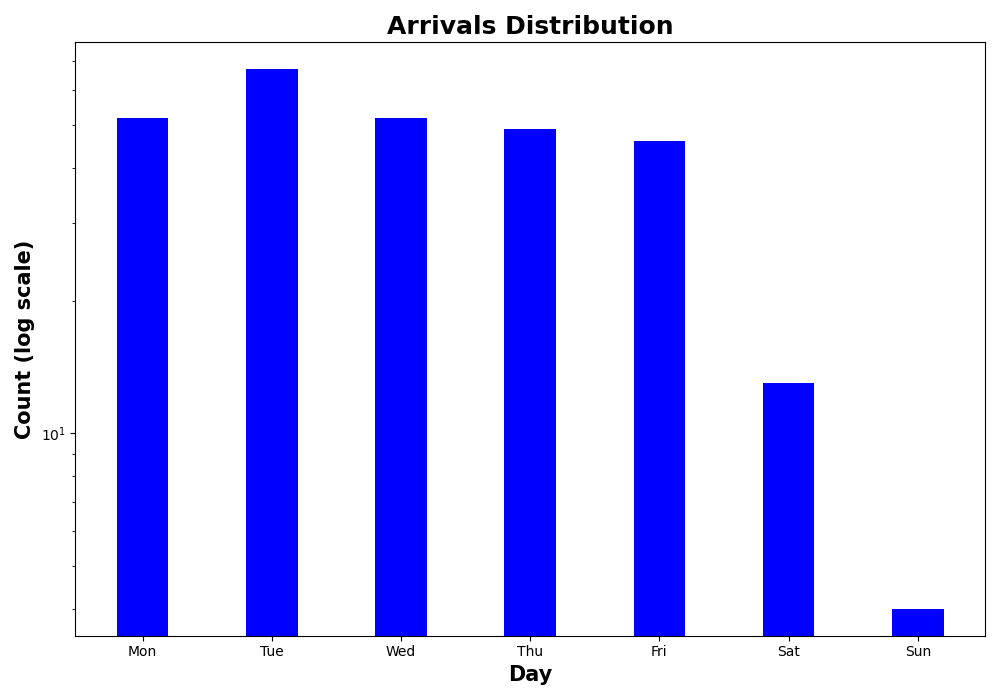 Arrivals Distribution
Count (log scale)
10¹
Mon Tue Wed Thu Fri Sat Sun
Day